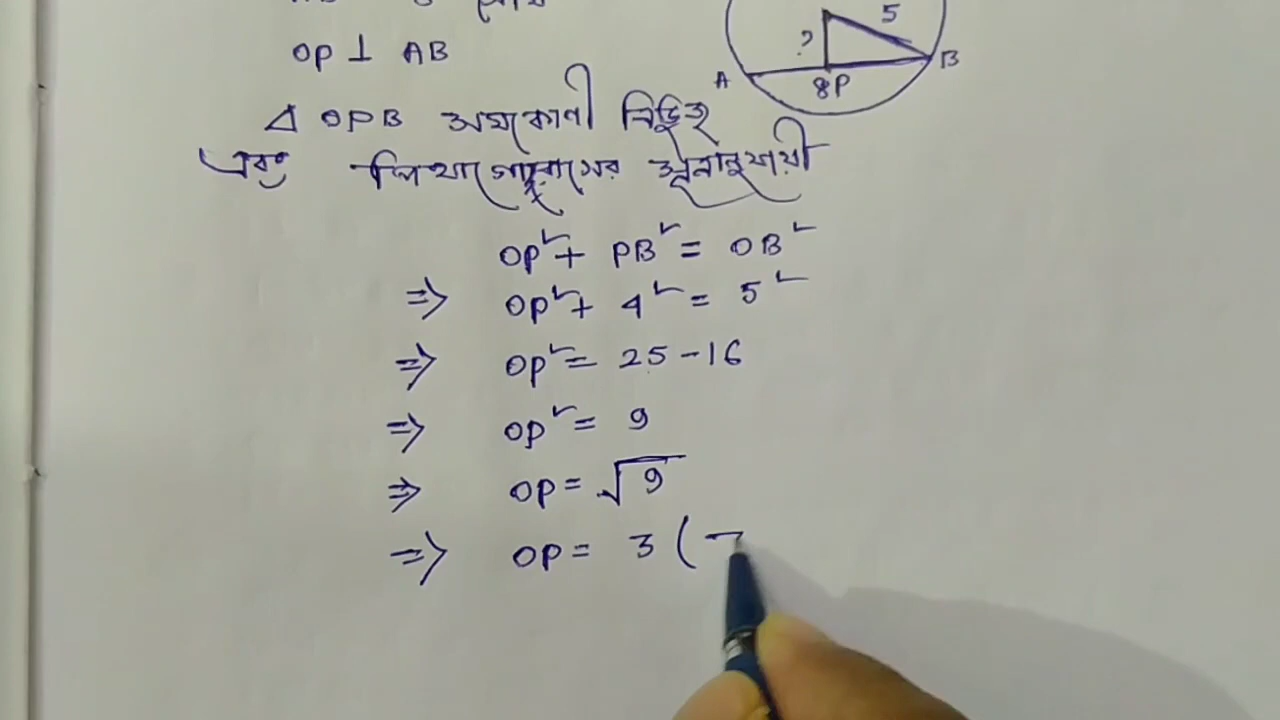 OP ⊥ AB
5
?
A
B
8P
Δ OPB সমকোণী ত্রিভুজ
এবং পিথাগোরাসের সূত্রানুযায়ী
OP² + PB² = OB²
⇒ OP² + 4² = 5²
⇒ OP² = 25 - 16
⇒ OP² = 9
⇒ OP = √9
⇒ OP = 3 (